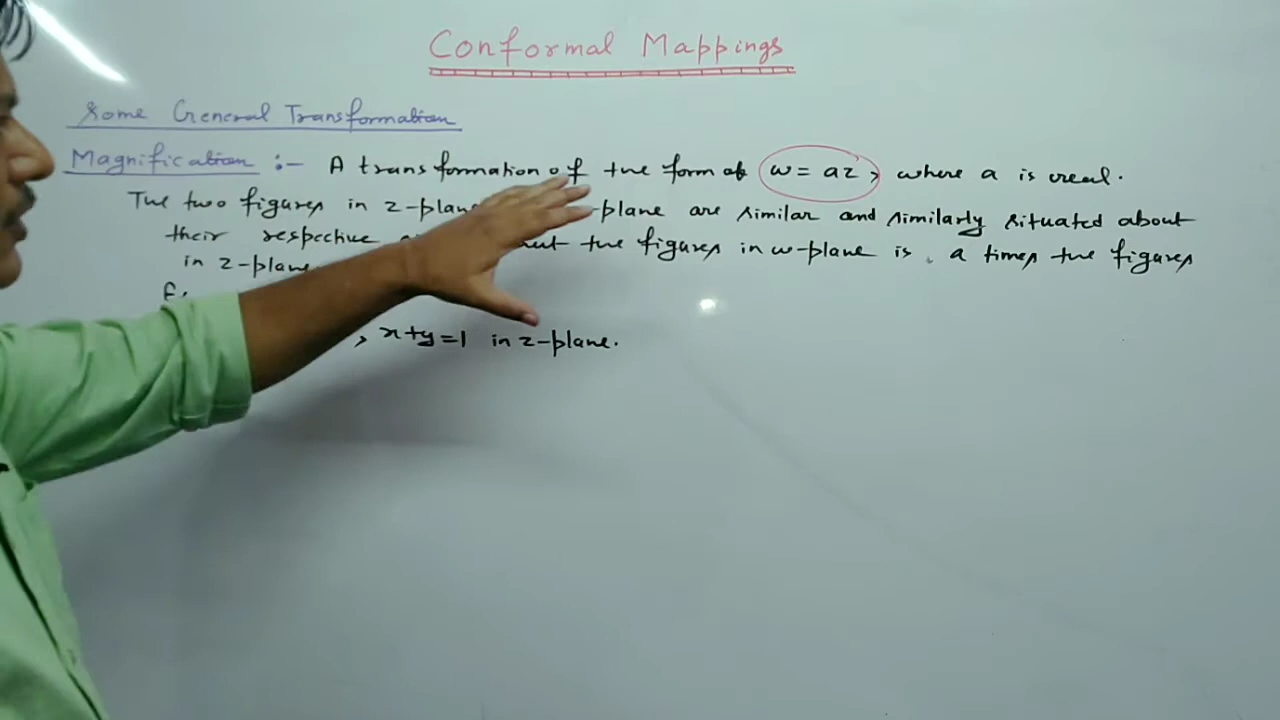 Conformal Mappings
Some General Transformation
Magnification :- A transformation of the form of w = az, where a is real.
The two figures in z-plane -plane are similar and similarly situated about
their respective but the figures in w-plane is a times the figures
in z-plane
, x+y=1 in z-plane.